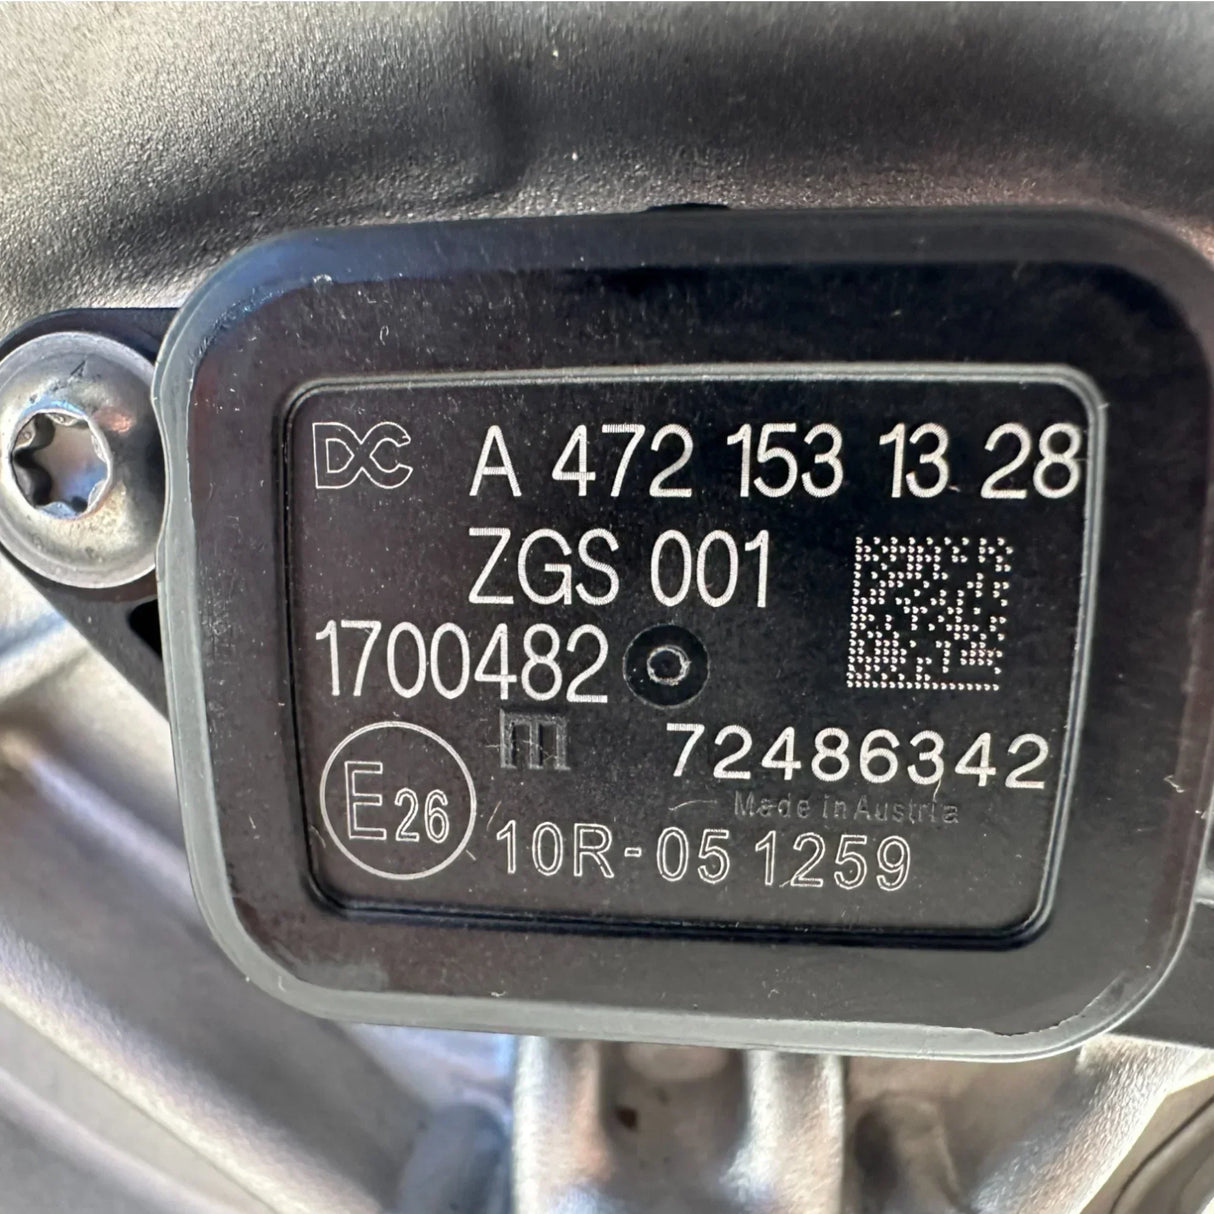 DC A 472 153 13 28
ZGS 001
1700482
72486342
Made in Austria
E26
10R-05 1259